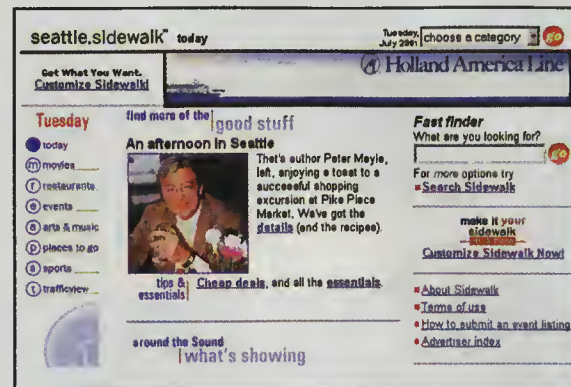 seattle.sidewalk™ today
Tuesday,
July 29th
choose a category
go
Get What You Want.
Customize Sidewalk!
Holland America Line
Tuesday
today
m movies
r restaurants
e events
a arts & music
p places to go
s sports
t trafficview
find more of the
good stuff
An afternoon in Seattle
That's author Peter Mayle,
left, enjoying a toast to a
successful shopping
excursion at Pike Place
Market. We've got the
details (and the recipes).
tips &
essentials
Cheap deals, and all the essentials.
around the Sound
what's showing
Fast finder
What are you looking for?
go
For more options try
Search Sidewalk
make it your
sidewalk
Customize Sidewalk Now!
About Sidewalk
Terms of use
How to submit an event listing
Advertiser index